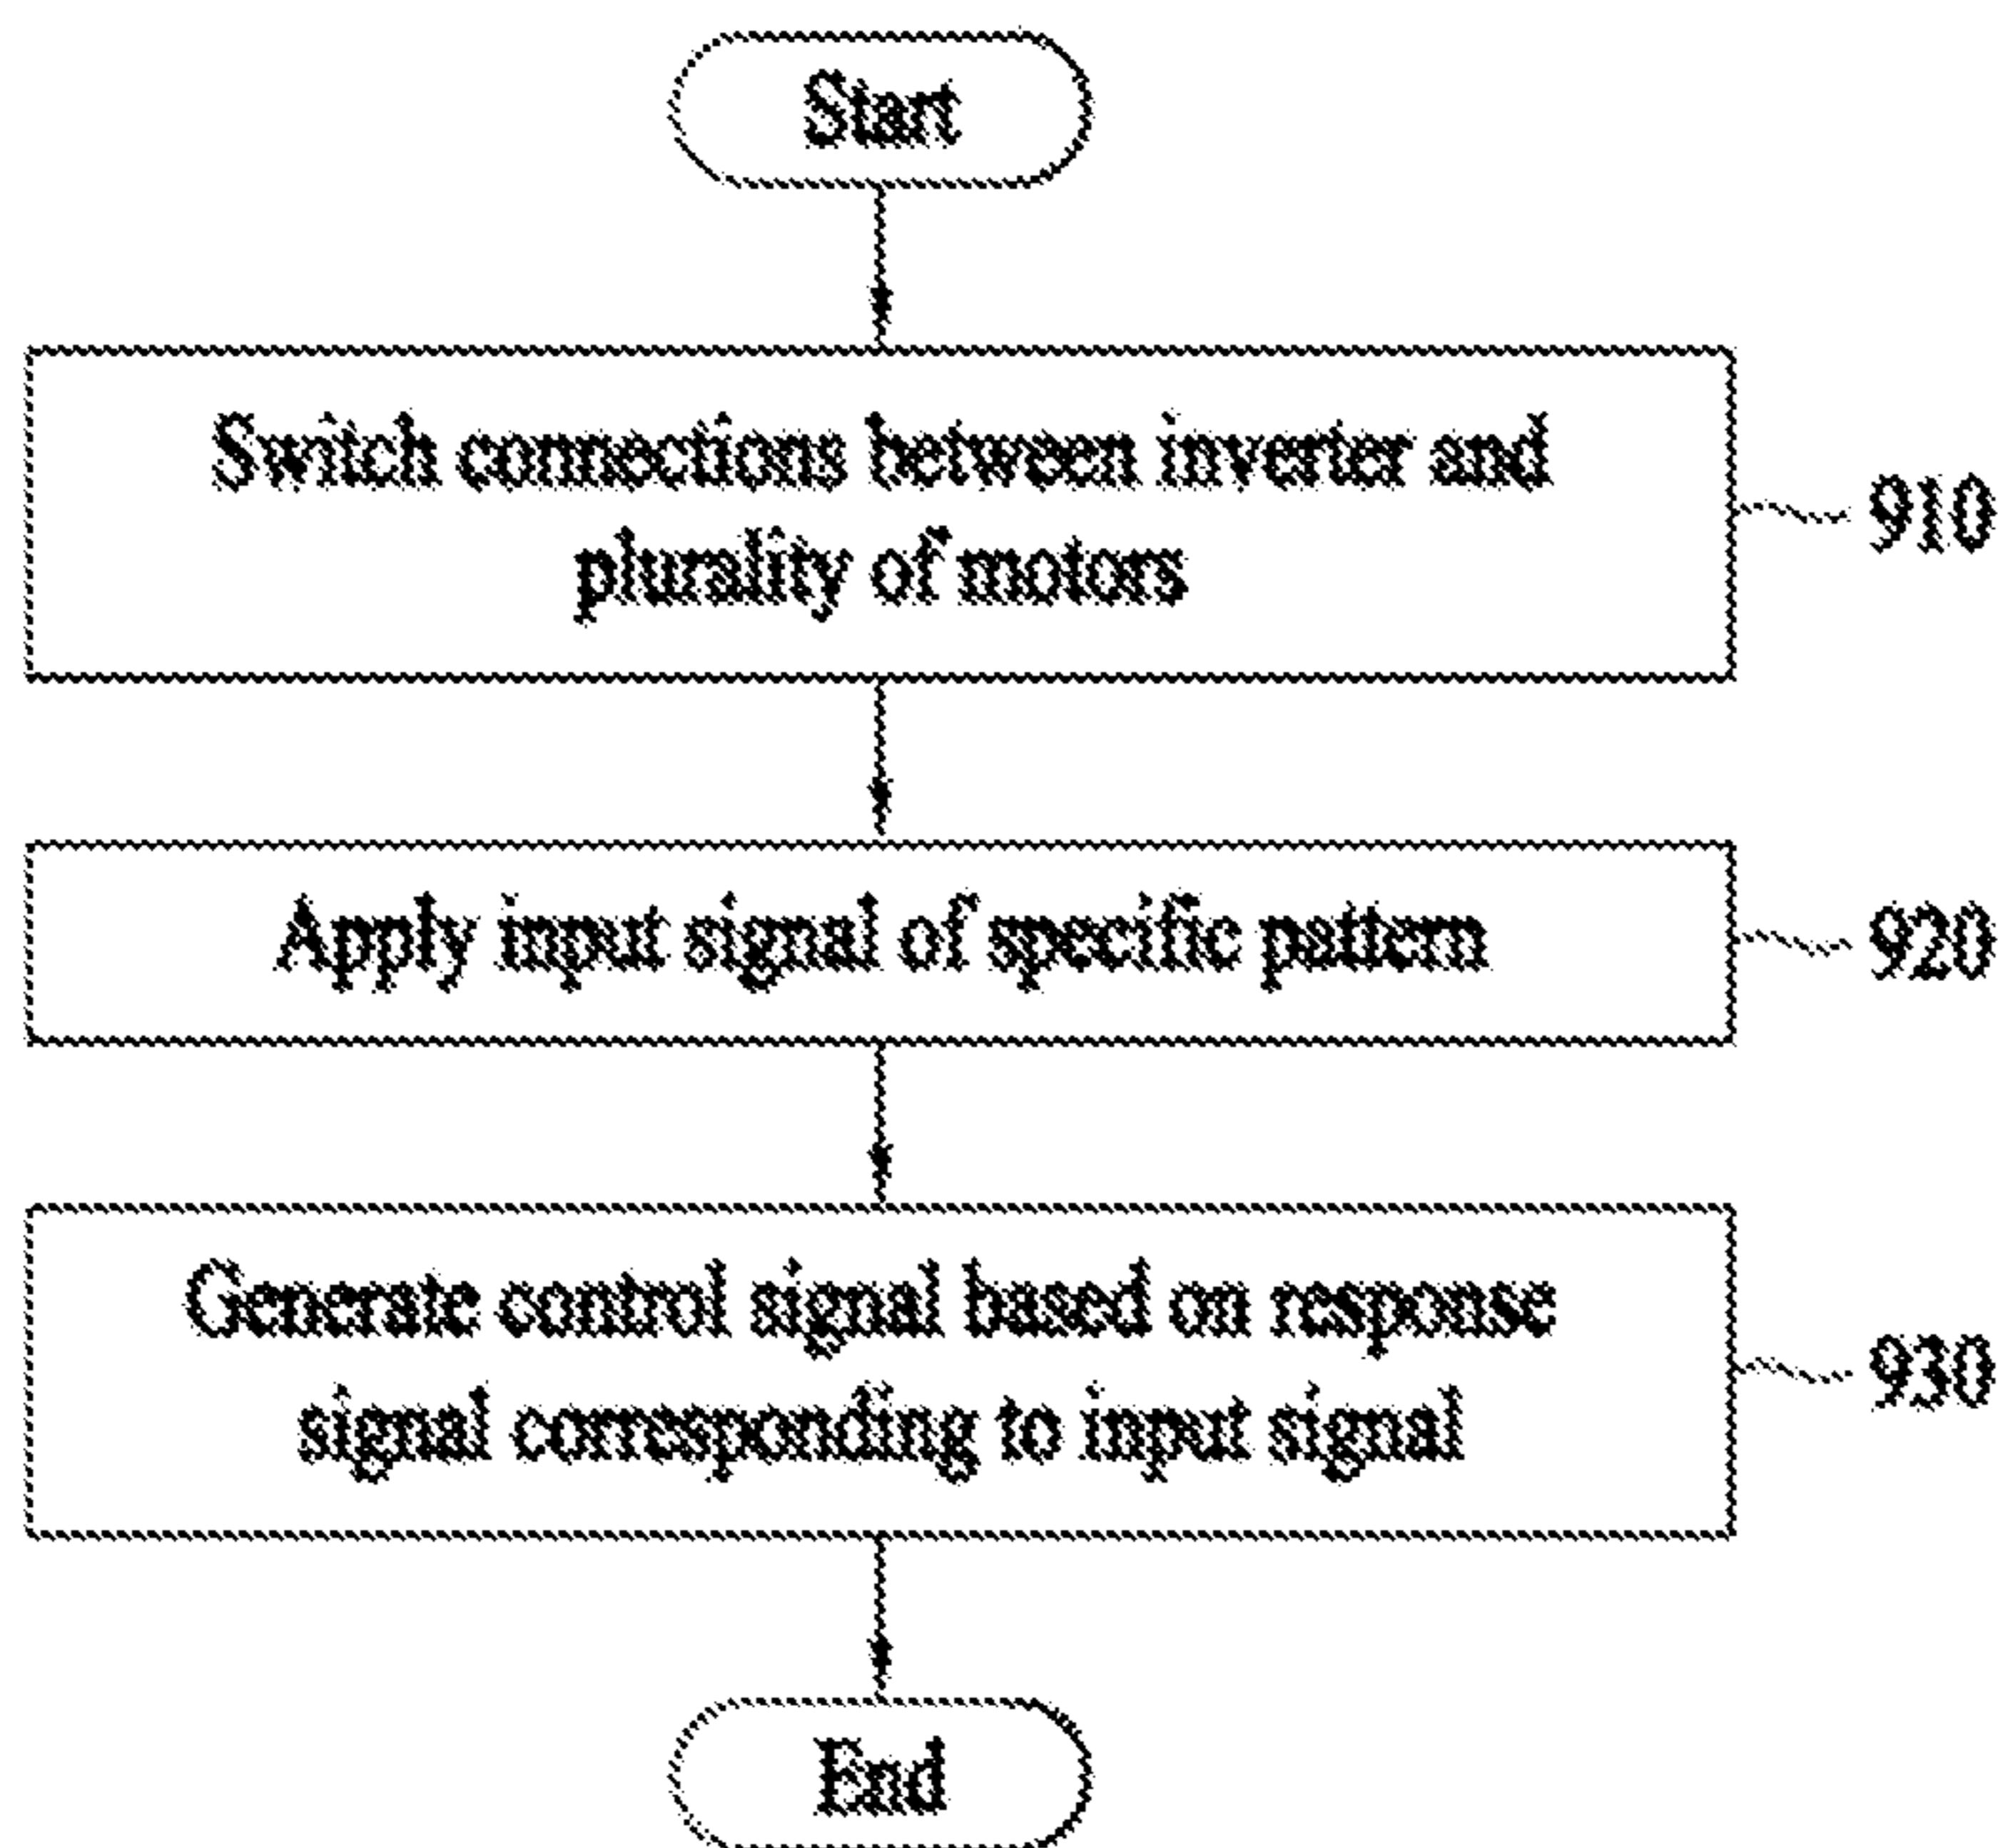 Start
Switch connections between inverter and
plurality of motors
910
Apply input signal of specific pattern
920
Generate control signal based on response
signal corresponding to input signal
930
End